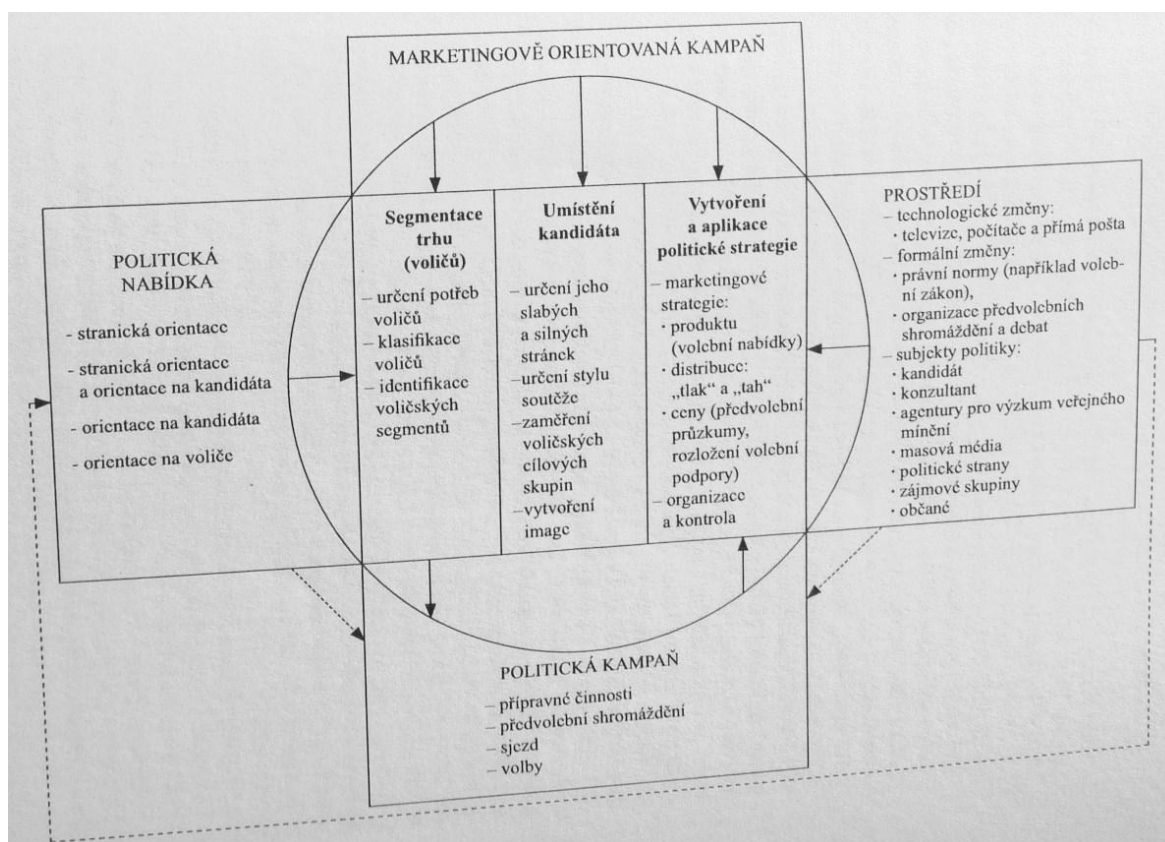 MARKETINGOVĚ ORIENTOVANÁ KAMPAŇ
POLITICKÁ
NABÍDKA
- stranická orientace
- stranická orientace
a orientace na kandidáta
- orientace na kandidáta
- orientace na voliče
Segmentace
trhu
(voličů)
– určení potřeb
voličů
– klasifikace
voličů
– identifikace
voličských
segmentů
Umístění
kandidáta
– určení jeho
slabých
a silných
stránek
– určení stylu
soutěže
– zaměření
voličských
cílových
skupin
– vytvoření
image
Vytvoření
a aplikace
politické strategie
– marketingové
strategie:
· produktu
(volební nabídky)
· distribuce:
„tlak“ a „tah“
· ceny (předvolební
průzkumy,
rozložení volební
podpory)
– organizace
a kontrola
PROSTŘEDÍ
– technologické změny:
· televize, počítače a přímá pošta
– formální změny:
· právní normy (například voleb-
ní zákon),
· organizace předvolebních
shromáždění a debat
– subjekty politiky:
· kandidát
· konzultant
· agentury pro výzkum veřejného
mínění
· masová média
· politické strany
· zájmové skupiny
· občané
POLITICKÁ KAMPAŇ
– přípravné činnosti
– předvolební shromáždění
– sjezd
– volby